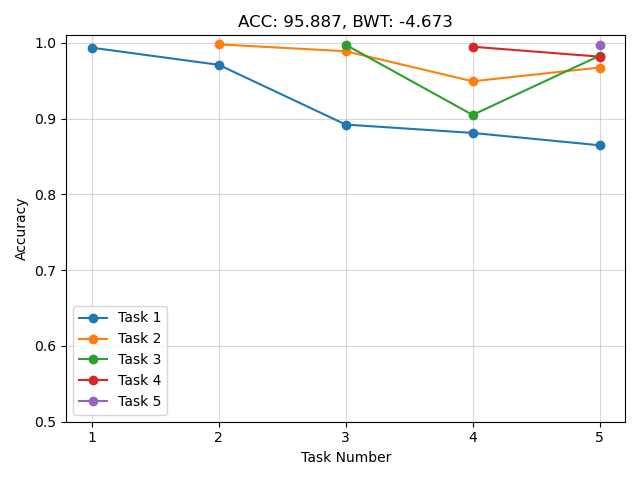 ACC: 95.887, BWT: -4.673
1.0
0.9
0.8
0.7
0.6
0.5
Accuracy
Task 1
Task 2
Task 3
Task 4
Task 5
1 2 3 4 5
Task Number